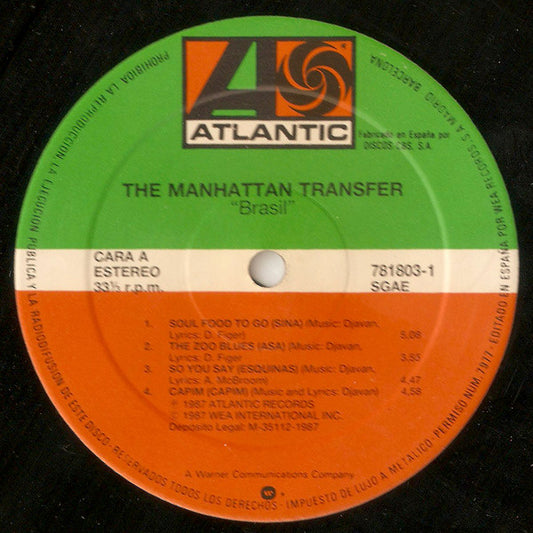 ATLANTIC
Fabricado en España por
DISCOS CBS, S.A.
THE MANHATTAN TRANSFER
"Brasil"
CARA A
ESTEREO
33⅓ r.p.m.
781803-1
SGAE
1. SOUL FOOD TO GO (SINA) (Music: Djavan,
Lyrics: D. Figer) 5,08
2. THE ZOO BLUES (ASA) (Music: Djavan,
Lyrics: D. Figer 3,55
3. SO YOU SAY (ESQUINAS) (Music: Djavan,
Lyrics: A. McBroom) 4,47
4. CAPIM (CAPIM) (Music and Lyrics: Djavan) 4,58
℗ 1987 ATLANTIC RECORDS
© 1987 WEA INTERNATIONAL INC.
Deposito Legal: M-35112-1987
A Warner Communications Company
PROHIBIDA LA REPRODUCCION, LA EJECUCION PUBLICA Y LA RADIODIFUSION DE ESTE DISCO - RESERVADOS TODOS LOS DERECHOS - IMPUESTO DE LUJO A METALICO - PERMISO NUM. 7977 - EDITADO EN ESPAÑA POR WEA RECORDS, S.A. MADRID BARCELONA